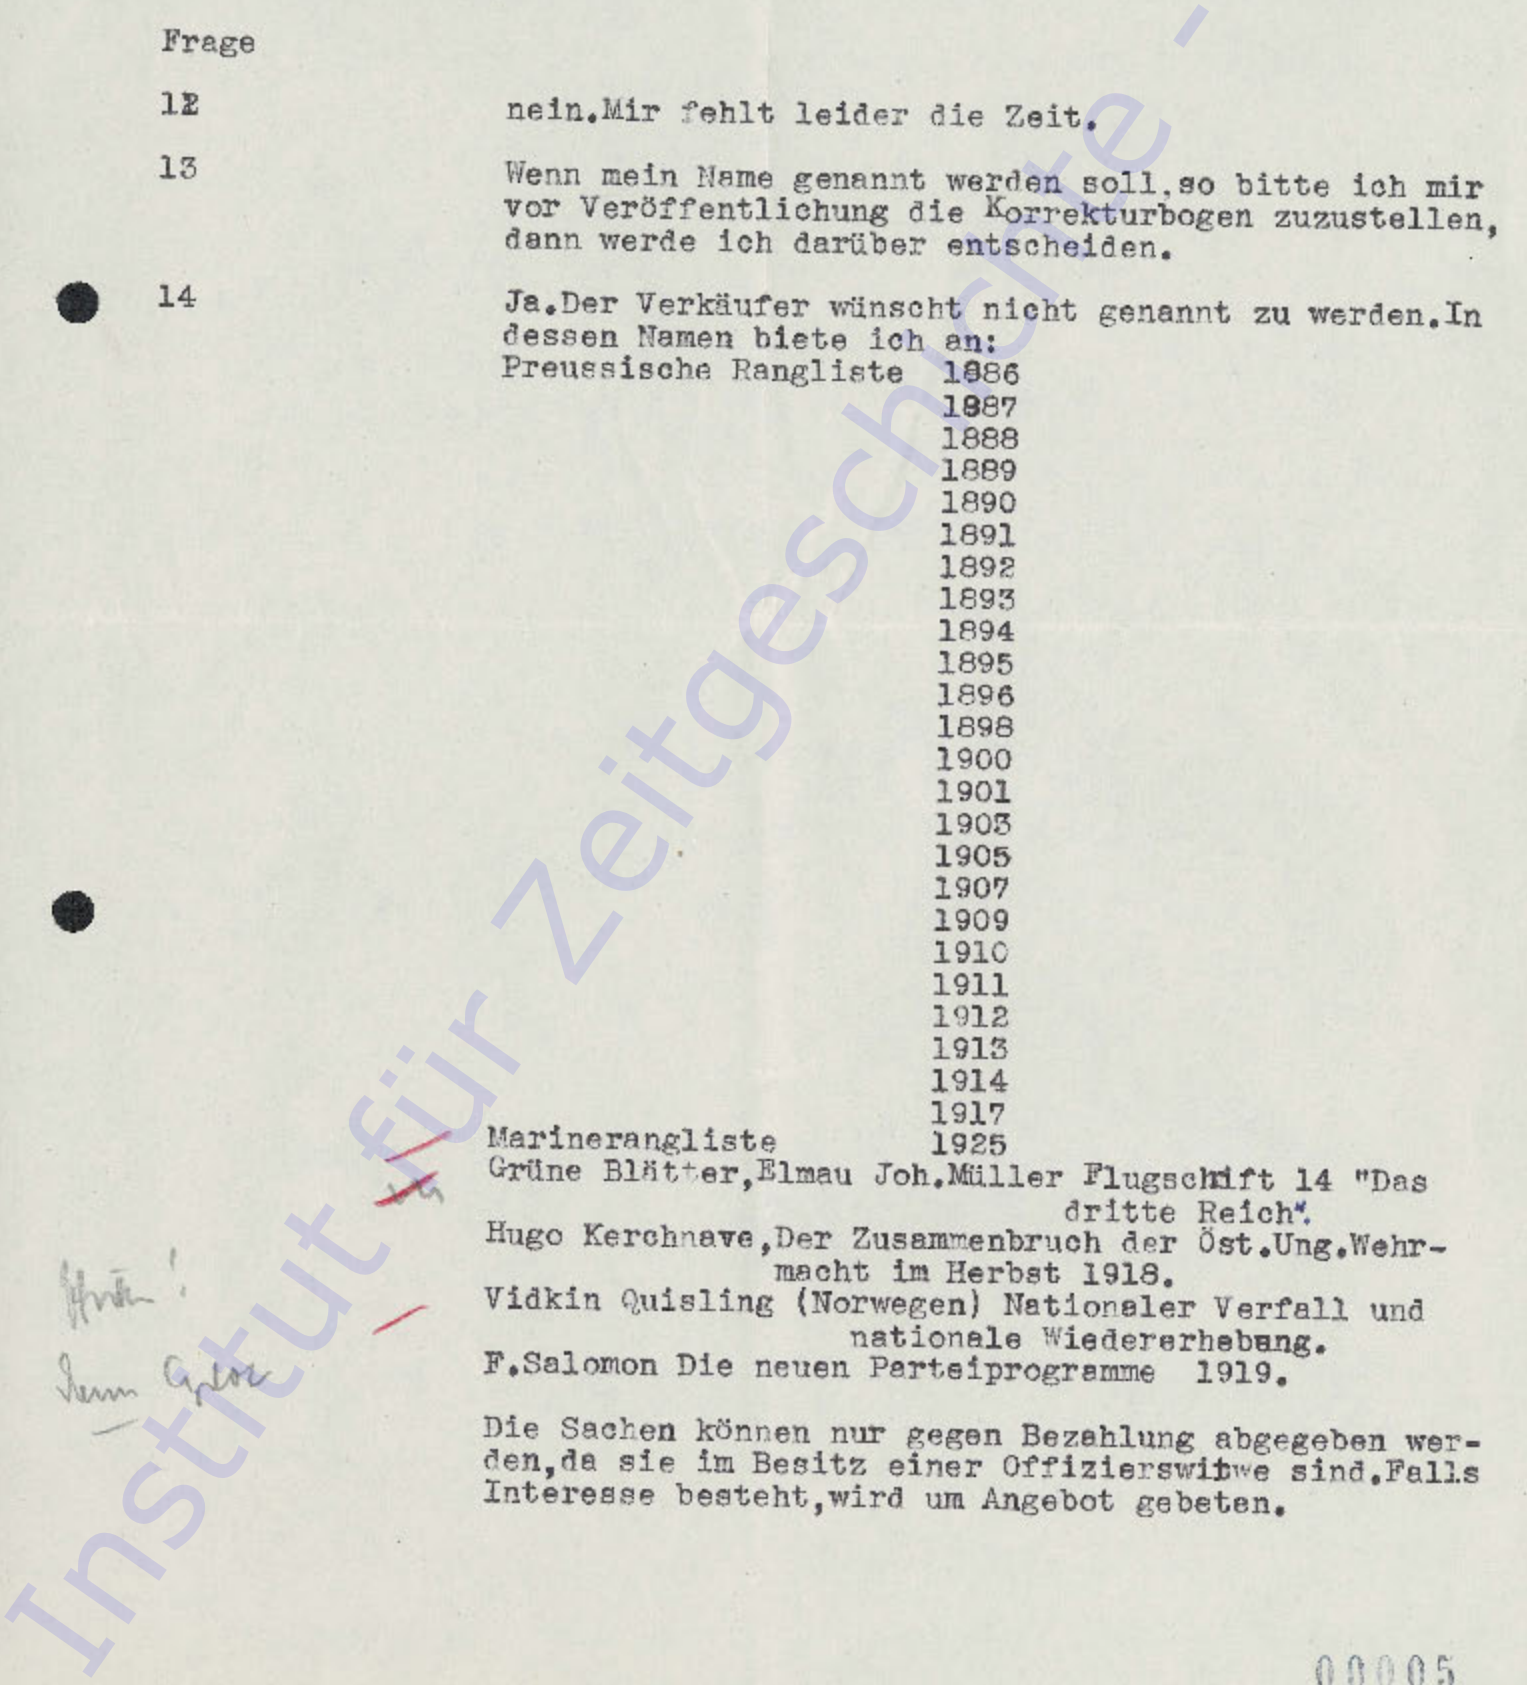 Frage
12 nein.Mir fehlt leider die Zeit.
13 Wenn mein Name genannt werden soll,so bitte ich mir
vor Veröffentlichung die Korrekturbogen zuzustellen,
dann werde ich darüber entscheiden.
14 Ja.Der Verkäufer wünscht nicht genannt zu werden.In
dessen Namen biete ich an:
Preussische Rangliste 1886
1887
1888
1889
1890
1891
1892
1893
1894
1895
1896
1898
1900
1901
1903
1905
1907
1909
1910
1911
1912
1913
1914
1917
Marinerangliste 1925
Grüne Blätter,Elmau Joh.Müller Flugschrift 14 "Das
dritte Reich".
Hugo Kerchnave,Der Zusammenbruch der Öst.Ung.Wehr-
macht im Herbst 1918.
Vidkin Quisling (Norwegen) Nationaler Verfall und
nationale Wiedererhebung.
F.Salomon Die neuen Parteiprogramme 1919.
Die Sachen können nur gegen Bezahlung abgegeben wer-
den,da sie im Besitz einer Offizierswitwe sind.Falls
Interesse besteht,wird um Angebot gebeten.
00005
Institut für Zeitgeschichte -